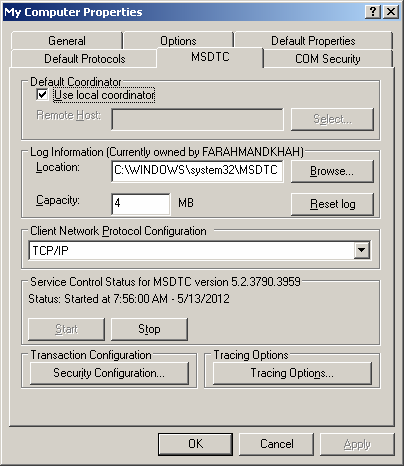 My Computer Properties
General Options Default Properties
Default Protocols MSDTC COM Security
Default Coordinator
Use local coordinator
Remote Host: Select...
Log Information (Currently owned by FARAHMANDKHAH)
Location: C:\WINDOWS\system32\MSDTC Browse...
Capacity: 4 MB Reset log
Client Network Protocol Configuration
TCP/IP
Service Control Status for MSDTC version 5.2.3790.3959
Status: Started at 7:56:00 AM - 5/13/2012
Start Stop
Transaction Configuration Tracing Options
Security Configuration... Tracing Options...
OK Cancel Apply